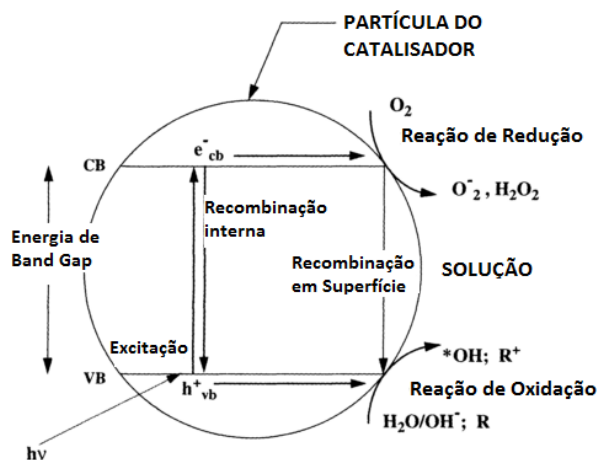 PARTÍCULA DO
CATALISADOR
O₂
Reação de Redução
e⁻cb
CB
O⁻₂ , H₂O₂
Recombinação
interna
Energia de
Band Gap
Recombinação
em Superfície
SOLUÇÃO
Excitação
*OH; R⁺
VB
h⁺vb
Reação de Oxidação
H₂O/OH⁻; R
hν